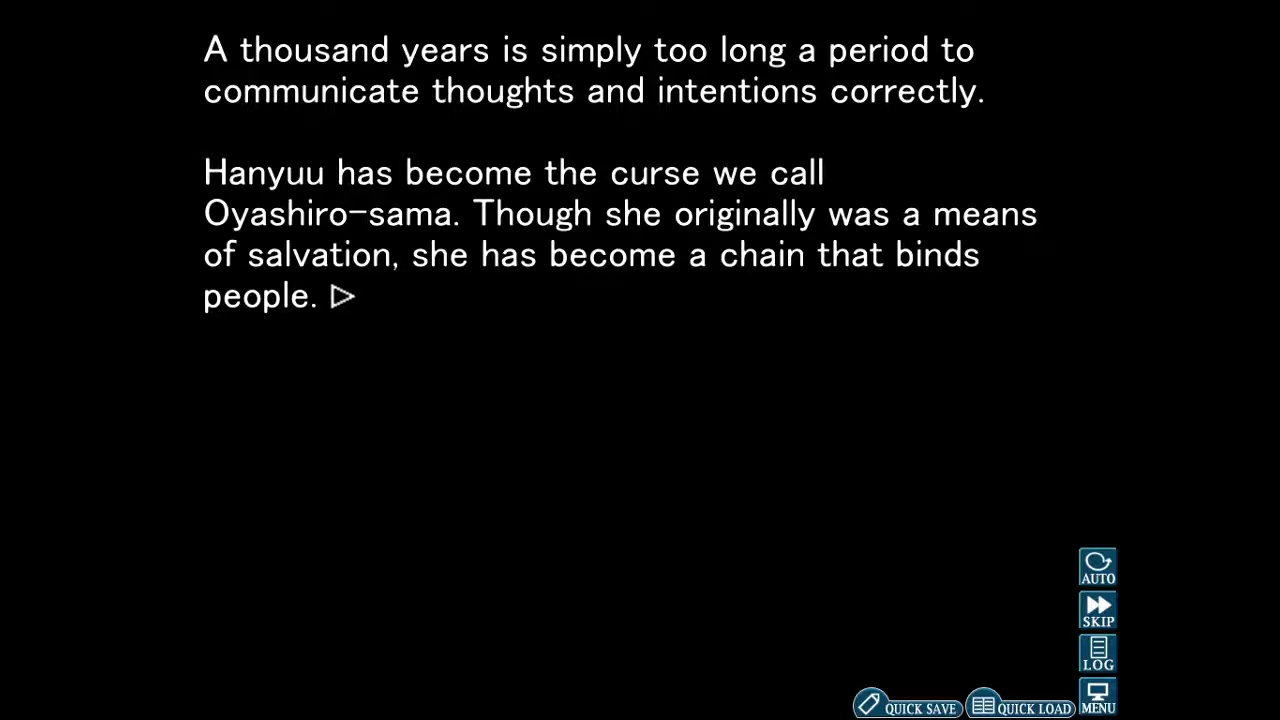 A thousand years is simply too long a period to
communicate thoughts and intentions correctly.
Hanyuu has become the curse we call
Oyashiro-sama. Though she originally was a means
of salvation, she has become a chain that binds
people.
AUTO
SKIP
LOG
MENU
QUICK SAVE
QUICK LOAD